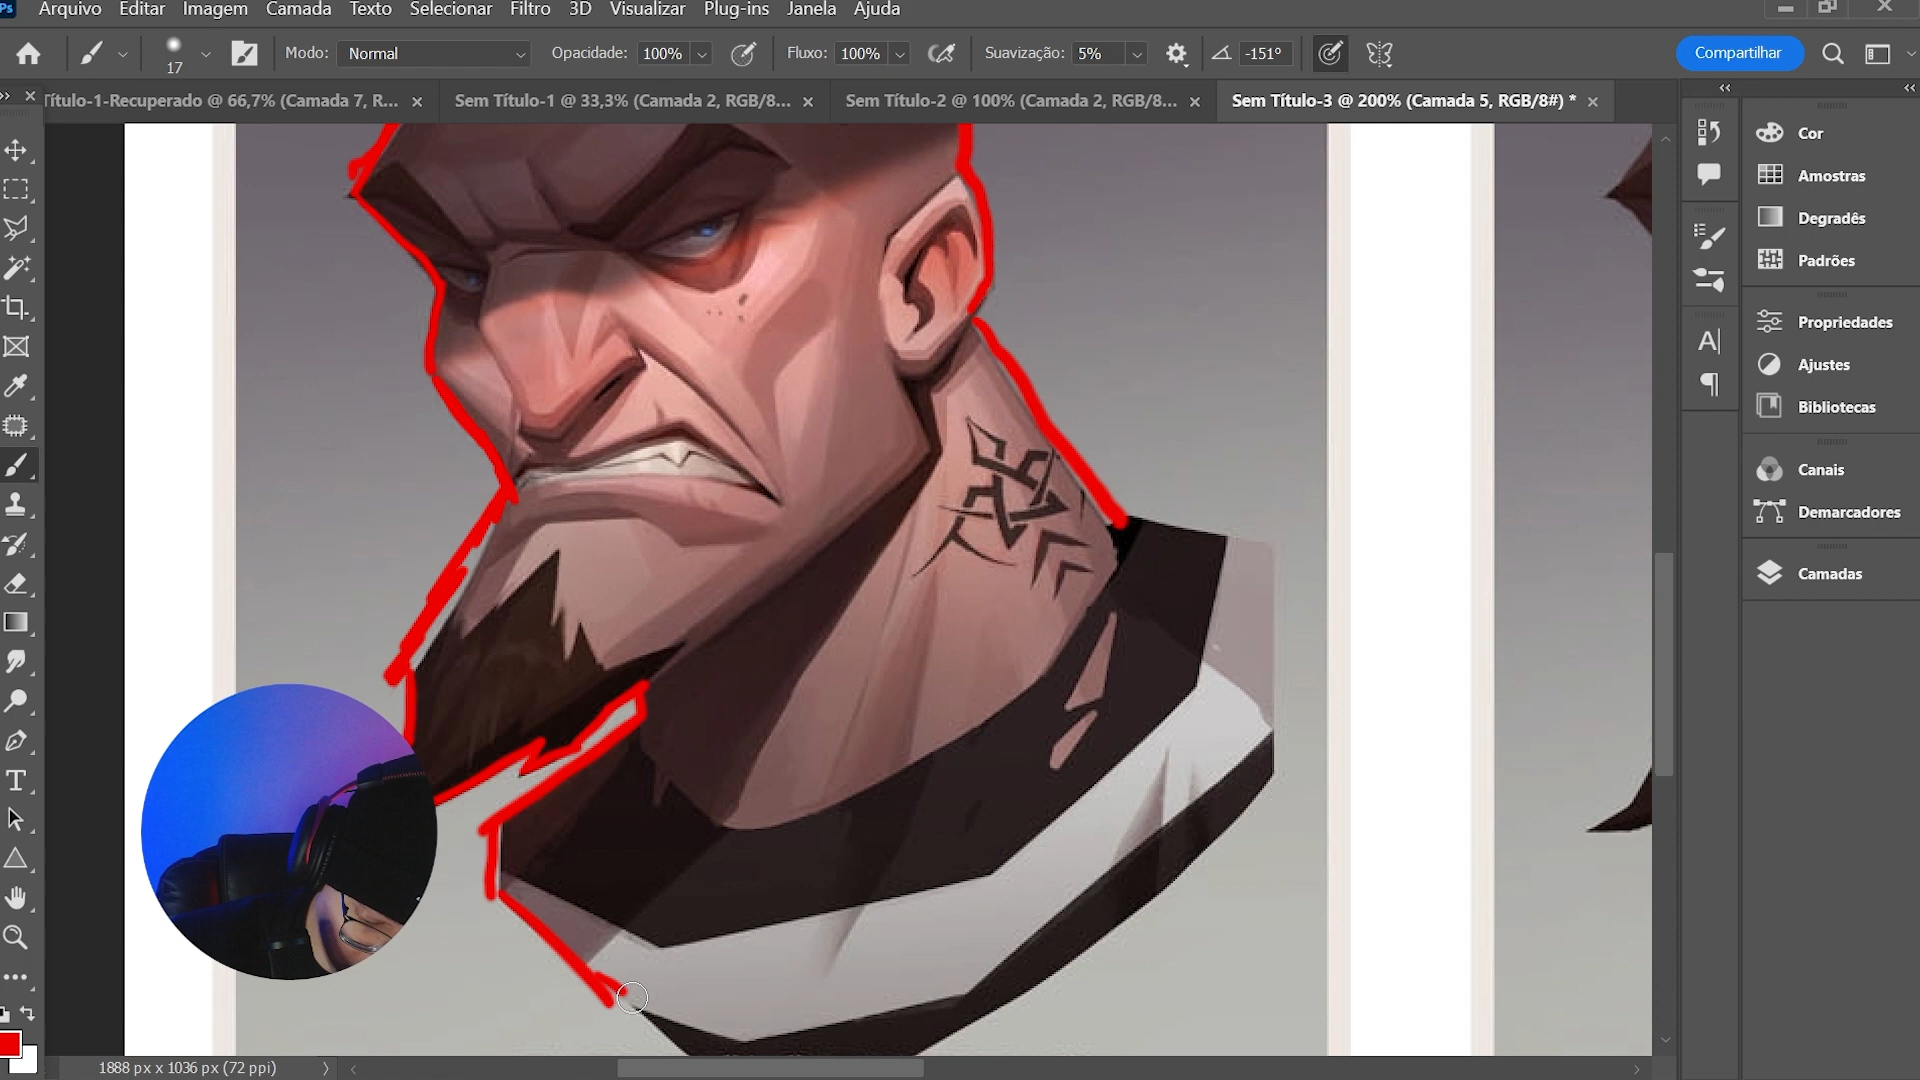 Ps Arquivo Editar Imagem Camada Texto Selecionar Filtro 3D Visualizar Plug-ins Janela Ajuda
17 Modo: Normal Opacidade: 100% Fluxo: 100% Suavização: 5% -151° Compartilhar
Título-1-Recuperado @ 66,7% (Camada 7, R... × Sem Título-1 @ 33,3% (Camada 2, RGB/8... × Sem Título-2 @ 100% (Camada 2, RGB/8... × Sem Título-3 @ 200% (Camada 5, RGB/8#) * ×
Cor
Amostras
Degradês
Padrões
Propriedades
Ajustes
Bibliotecas
Canais
Demarcadores
Camadas
1888 px x 1036 px (72 ppi)